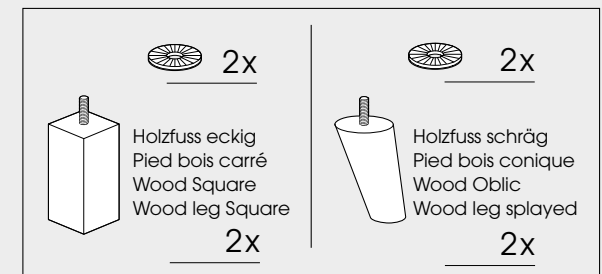 2x
Holzfuss eckig
Pied bois carré
Wood Square
Wood leg Square
2x
2x
Holzfuss schräg
Pied bois conique
Wood Oblic
Wood leg splayed
2x